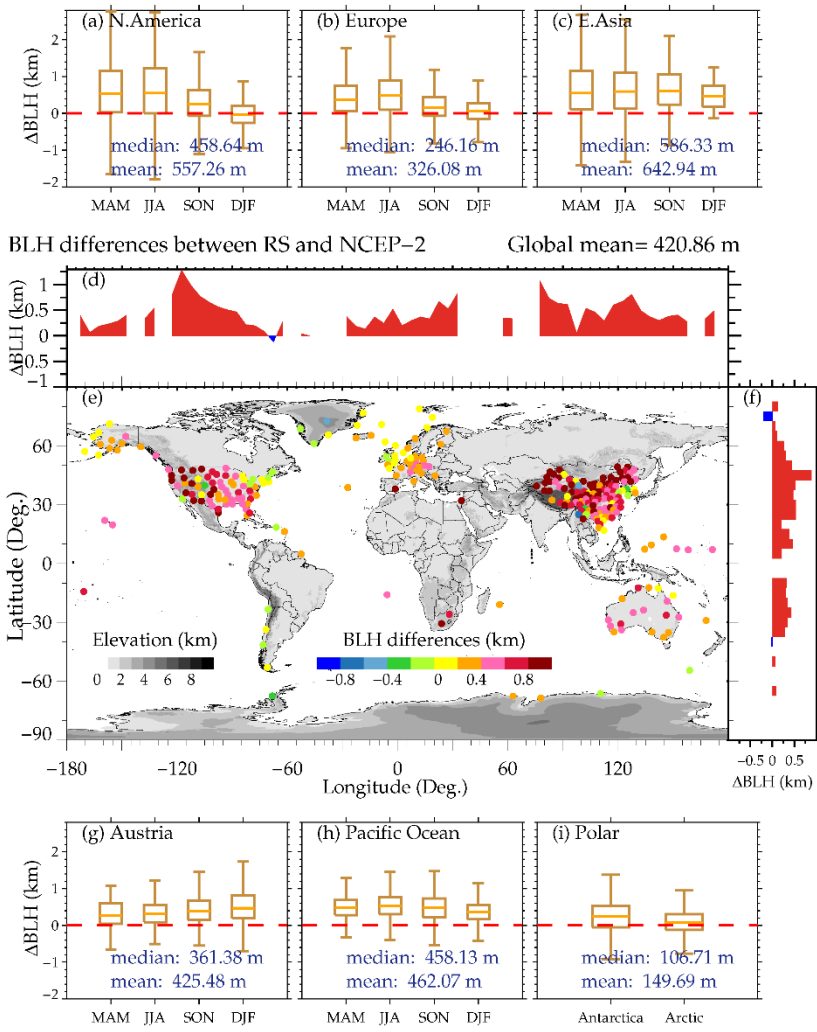 (a) N.America
(b) Europe
(c) E.Asia
ΔBLH (km)
2
1
0
−1
−2
median: 458.64 m
mean: 557.26 m
median: 246.16 m
mean: 326.08 m
median: 586.33 m
mean: 642.94 m
MAM JJA SON DJF
MAM JJA SON DJF
MAM JJA SON DJF
BLH differences between RS and NCEP−2
Global mean= 420.86 m
(d)
ΔBLH (km)
1
0.5
0
−0.5
−1
(e)
(f)
Latitude (Deg.)
60
30
0
−30
−60
−90
Elevation (km)
0 2 4 6 8
BLH differences (km)
−0.8 −0.4 0 0.4 0.8
−180 −120 −60 0 60 120
Longitude (Deg.)
−0.5 0 0.5
ΔBLH (km)
(g) Austria
(h) Pacific Ocean
(i) Polar
ΔBLH (km)
2
1
0
−1
−2
median: 361.38 m
mean: 425.48 m
median: 458.13 m
mean: 462.07 m
median: 106.71 m
mean: 149.69 m
MAM JJA SON DJF
MAM JJA SON DJF
Antarctica Arctic